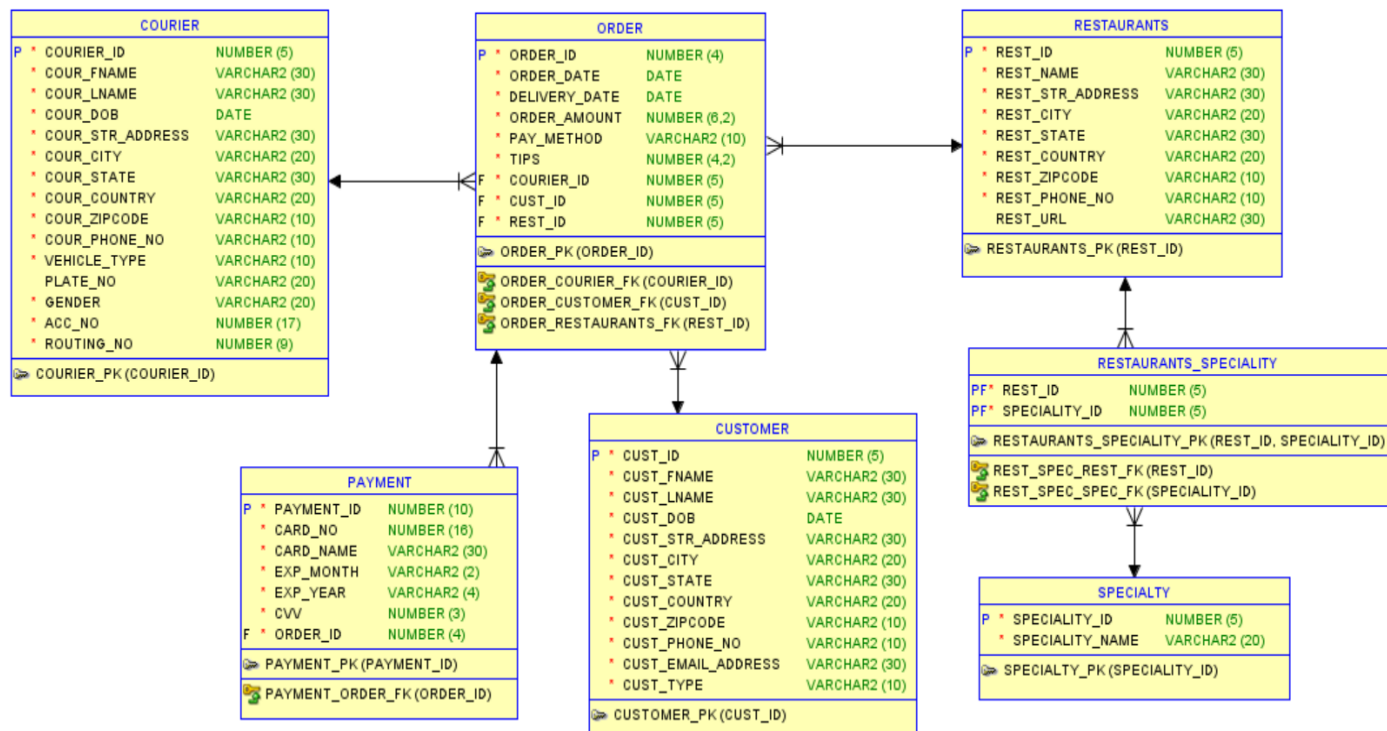 COURIER
P * COURIER_ID NUMBER (5)
* COUR_FNAME VARCHAR2 (30)
* COUR_LNAME VARCHAR2 (30)
* COUR_DOB DATE
* COUR_STR_ADDRESS VARCHAR2 (30)
* COUR_CITY VARCHAR2 (20)
* COUR_STATE VARCHAR2 (30)
* COUR_COUNTRY VARCHAR2 (20)
* COUR_ZIPCODE VARCHAR2 (10)
* COUR_PHONE_NO VARCHAR2 (10)
* VEHICLE_TYPE VARCHAR2 (10)
PLATE_NO VARCHAR2 (20)
* GENDER VARCHAR2 (20)
* ACC_NO NUMBER (17)
* ROUTING_NO NUMBER (9)
COURIER_PK (COURIER_ID)
ORDER
P * ORDER_ID NUMBER (4)
* ORDER_DATE DATE
* DELIVERY_DATE DATE
* ORDER_AMOUNT NUMBER (6,2)
* PAY_METHOD VARCHAR2 (10)
* TIPS NUMBER (4,2)
F * COURIER_ID NUMBER (5)
F * CUST_ID NUMBER (5)
F * REST_ID NUMBER (5)
ORDER_PK (ORDER_ID)
ORDER_COURIER_FK (COURIER_ID)
ORDER_CUSTOMER_FK (CUST_ID)
ORDER_RESTAURANTS_FK (REST_ID)
RESTAURANTS
P * REST_ID NUMBER (5)
* REST_NAME VARCHAR2 (30)
* REST_STR_ADDRESS VARCHAR2 (30)
* REST_CITY VARCHAR2 (20)
* REST_STATE VARCHAR2 (30)
* REST_COUNTRY VARCHAR2 (20)
* REST_ZIPCODE VARCHAR2 (10)
* REST_PHONE_NO VARCHAR2 (10)
REST_URL VARCHAR2 (30)
RESTAURANTS_PK (REST_ID)
RESTAURANTS_SPECIALITY
PF* REST_ID NUMBER (5)
PF* SPECIALITY_ID NUMBER (5)
RESTAURANTS_SPECIALITY_PK (REST_ID, SPECIALITY_ID)
REST_SPEC_REST_FK (REST_ID)
REST_SPEC_SPEC_FK (SPECIALITY_ID)
PAYMENT
P * PAYMENT_ID NUMBER (10)
* CARD_NO NUMBER (16)
* CARD_NAME VARCHAR2 (30)
* EXP_MONTH VARCHAR2 (2)
* EXP_YEAR VARCHAR2 (4)
* CVV NUMBER (3)
F * ORDER_ID NUMBER (4)
PAYMENT_PK (PAYMENT_ID)
PAYMENT_ORDER_FK (ORDER_ID)
CUSTOMER
P * CUST_ID NUMBER (5)
* CUST_FNAME VARCHAR2 (30)
* CUST_LNAME VARCHAR2 (30)
* CUST_DOB DATE
* CUST_STR_ADDRESS VARCHAR2 (30)
* CUST_CITY VARCHAR2 (20)
* CUST_STATE VARCHAR2 (30)
* CUST_COUNTRY VARCHAR2 (20)
* CUST_ZIPCODE VARCHAR2 (10)
* CUST_PHONE_NO VARCHAR2 (10)
* CUST_EMAIL_ADDRESS VARCHAR2 (30)
* CUST_TYPE VARCHAR2 (10)
CUSTOMER_PK (CUST_ID)
SPECIALTY
P * SPECIALITY_ID NUMBER (5)
* SPECIALITY_NAME VARCHAR2 (20)
SPECIALTY_PK (SPECIALITY_ID)